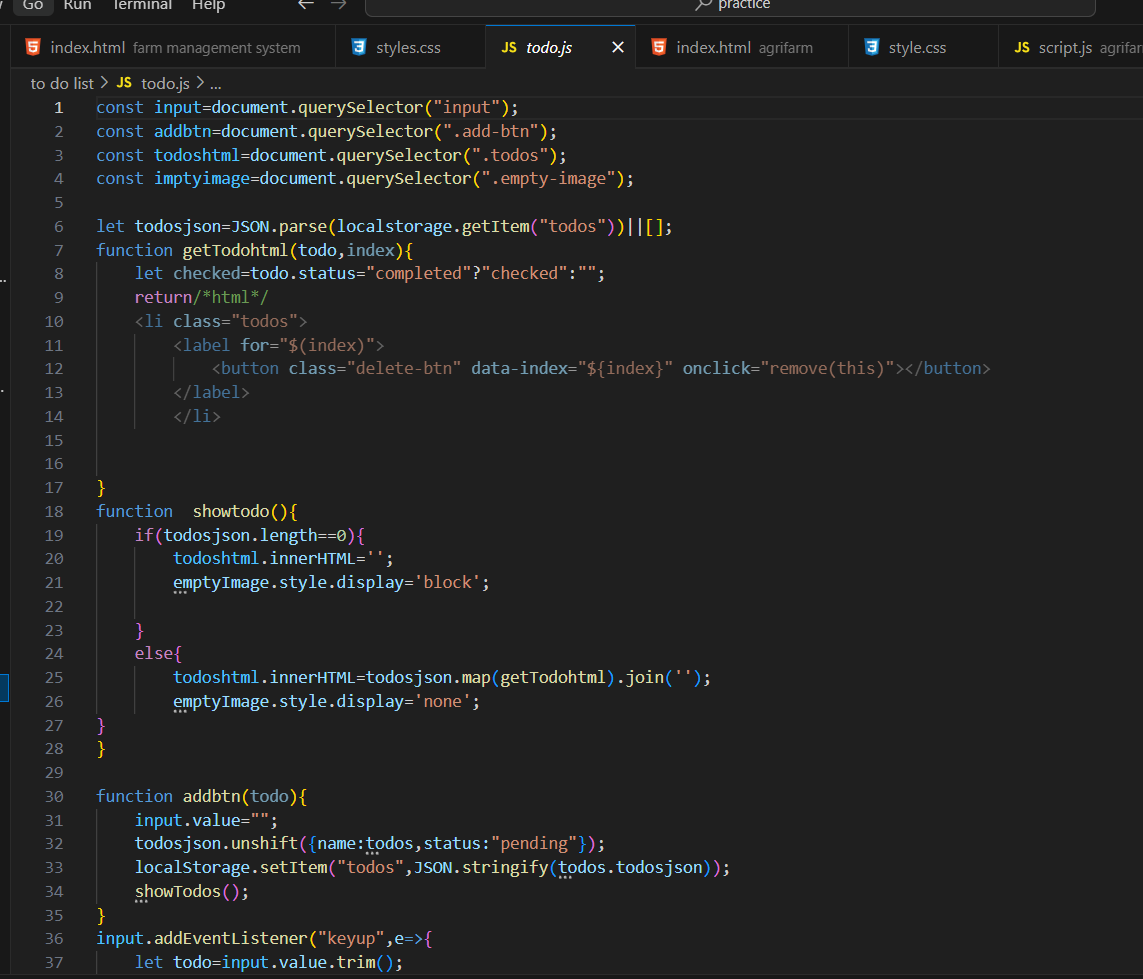 Go Run Terminal Help ← → practice
index.html farm management system styles.css JS todo.js × index.html agrifarm style.css JS script.js agrifar
to do list > JS todo.js > ...
1 const input=document.querySelector("input");
2 const addbtn=document.querySelector(".add-btn");
3 const todoshtml=document.querySelector(".todos");
4 const imptyimage=document.querySelector(".empty-image");
5
6 let todosjson=JSON.parse(localstorage.getItem("todos"))||[];
7 function getTodohtml(todo,index){
8 let checked=todo.status="completed"?"checked":"";
9 return/*html*/
10 <li class="todos">
11 <label for="$(index)">
12 <button class="delete-btn" data-index="${index}" onclick="remove(this)"></button>
13 </label>
14 </li>
15
16
17 }
18 function showtodo(){
19 if(todosjson.length==0){
20 todoshtml.innerHTML='';
21 emptyImage.style.display='block';
22
23 }
24 else{
25 todoshtml.innerHTML=todosjson.map(getTodohtml).join('');
26 emptyImage.style.display='none';
27 }
28 }
29
30 function addbtn(todo){
31 input.value="";
32 todosjson.unshift({name:todos,status:"pending"});
33 localStorage.setItem("todos",JSON.stringify(todos.todosjson));
34 showTodos();
35 }
36 input.addEventListener("keyup",e=>{
37 let todo=input.value.trim();